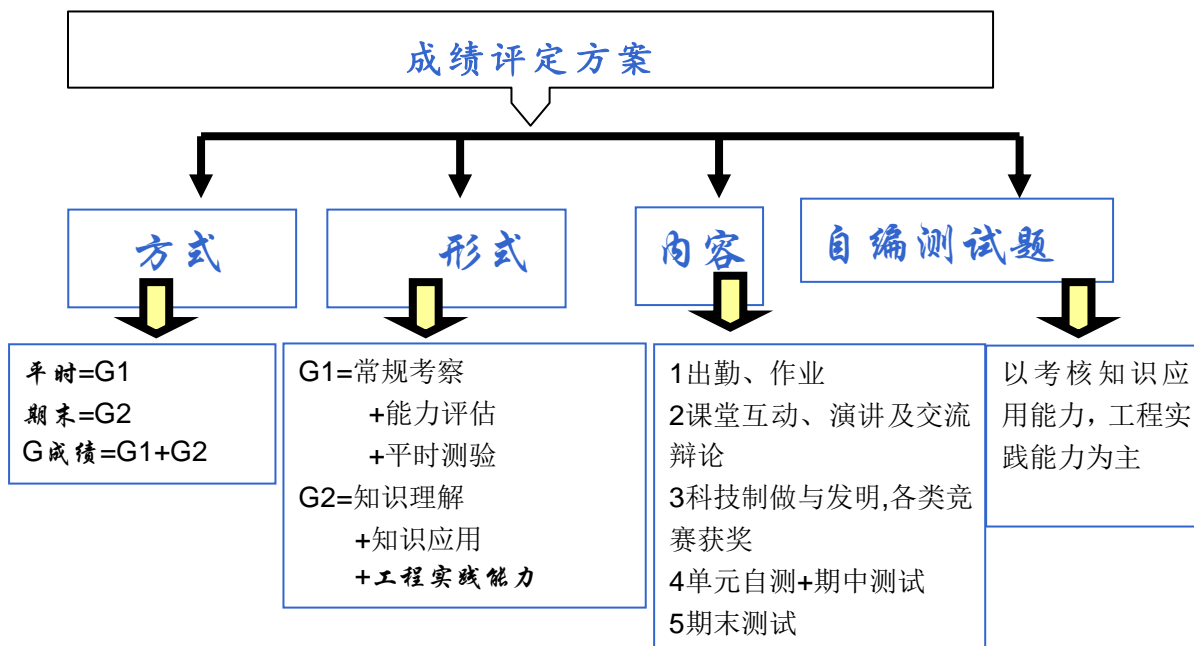 成绩评定方案
方式
形式
内容
自编测试题
平时=G1
期末=G2
G成绩=G1+G2
G1=常规考察
+能力评估
+平时测验
G2=知识理解
+知识应用
+工程实践能力
1出勤、作业
2课堂互动、演讲及交流
辩论
3科技制做与发明,各类竞
赛获奖
4单元自测+期中测试
5期末测试
以考核知识应
用能力，工程实
践能力为主